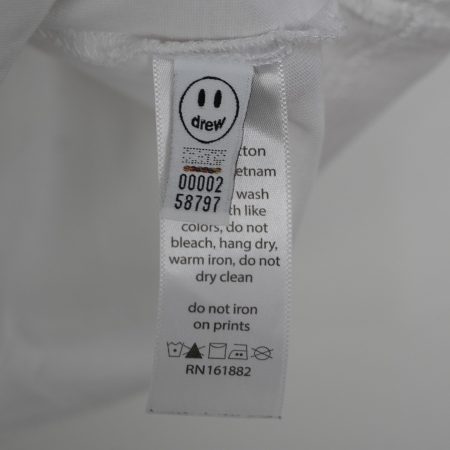 drew
00002
58797
tton
etnam
wash
th like
colors, do not
bleach, hang dry,
warm iron, do not
dry clean
do not iron
on prints
RN161882